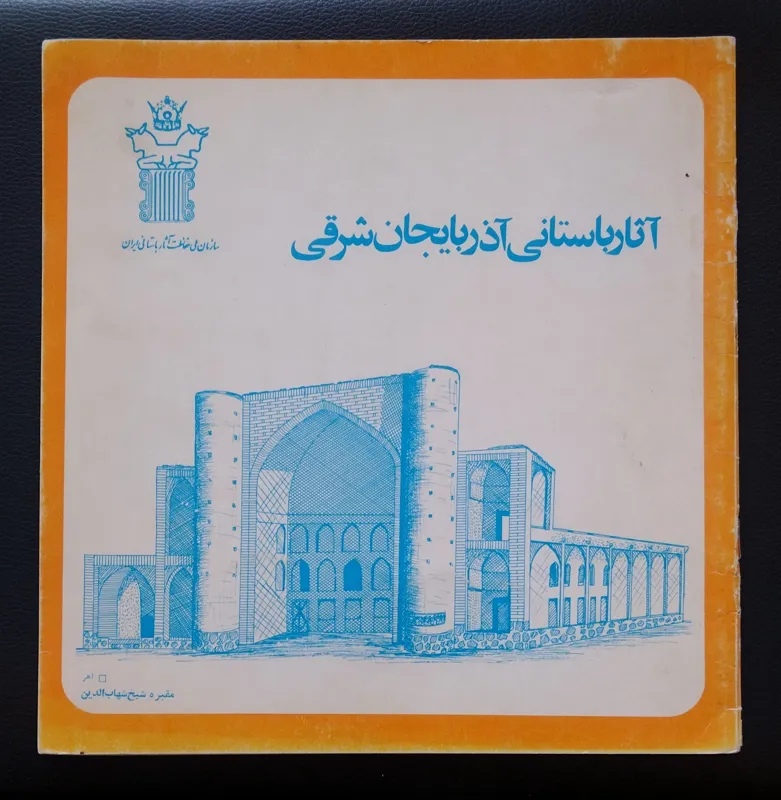 سازمان ملی حفاظت آثار باستانی ایران
آثار باستانی آذربایجان شرقی
اهر
مقبره شیخ شهاب الدین